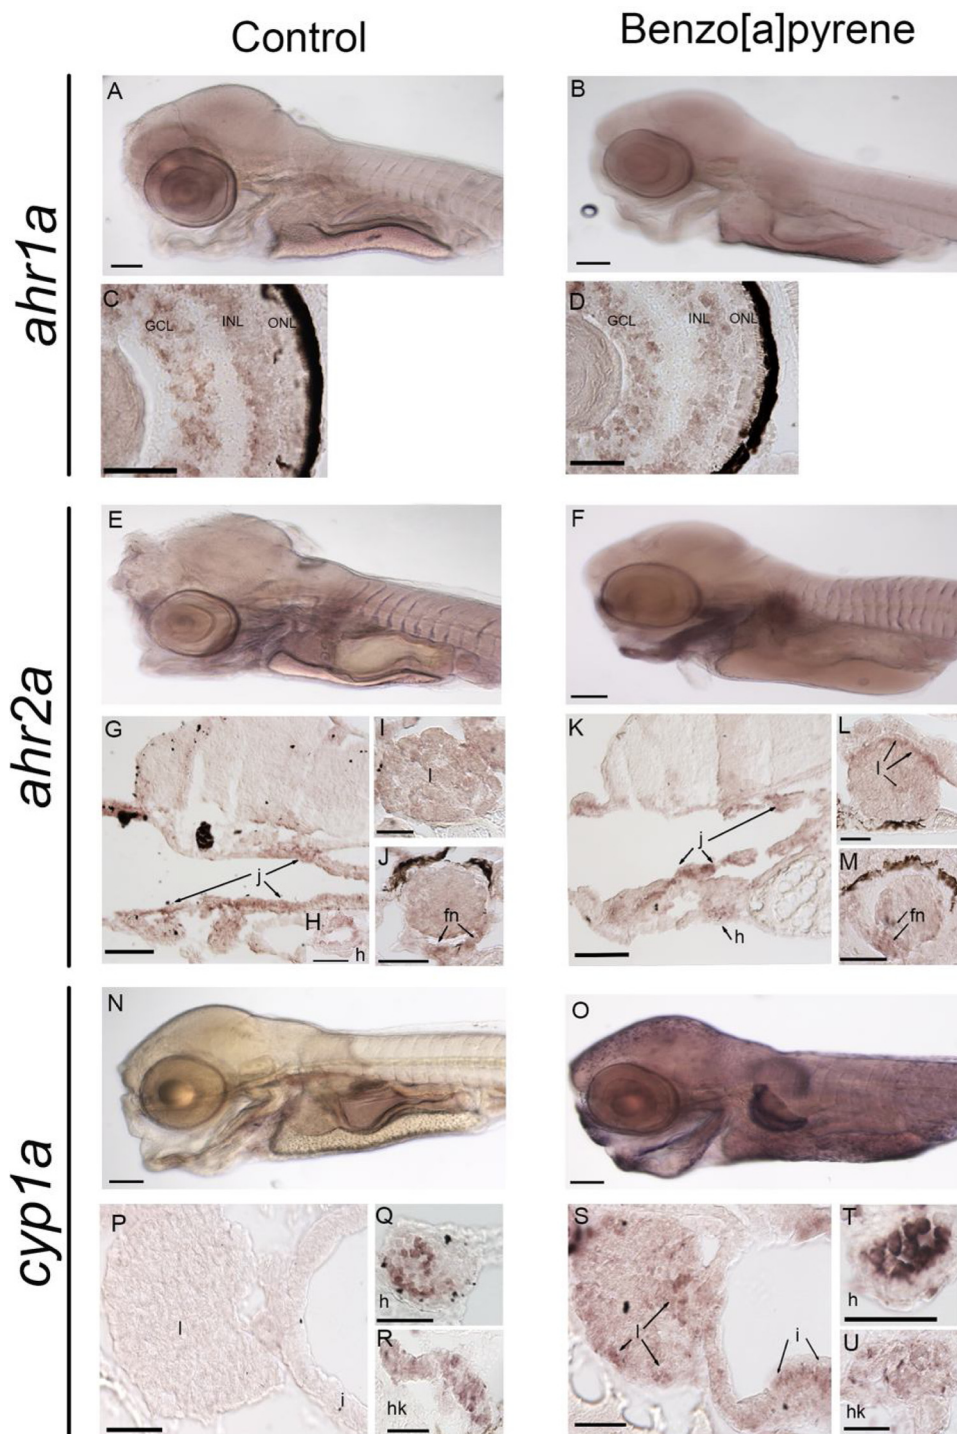 Control
Benzo[a]pyrene
ahr1a
A
B
C
GCL
INL
ONL
D
GCL
INL
ONL
ahr2a
E
F
G
j
H
h
I
l
J
fn
K
j
h
L
l
M
fn
cyp1a
N
O
P
l
i
Q
h
R
hk
S
l
i
T
h
U
hk